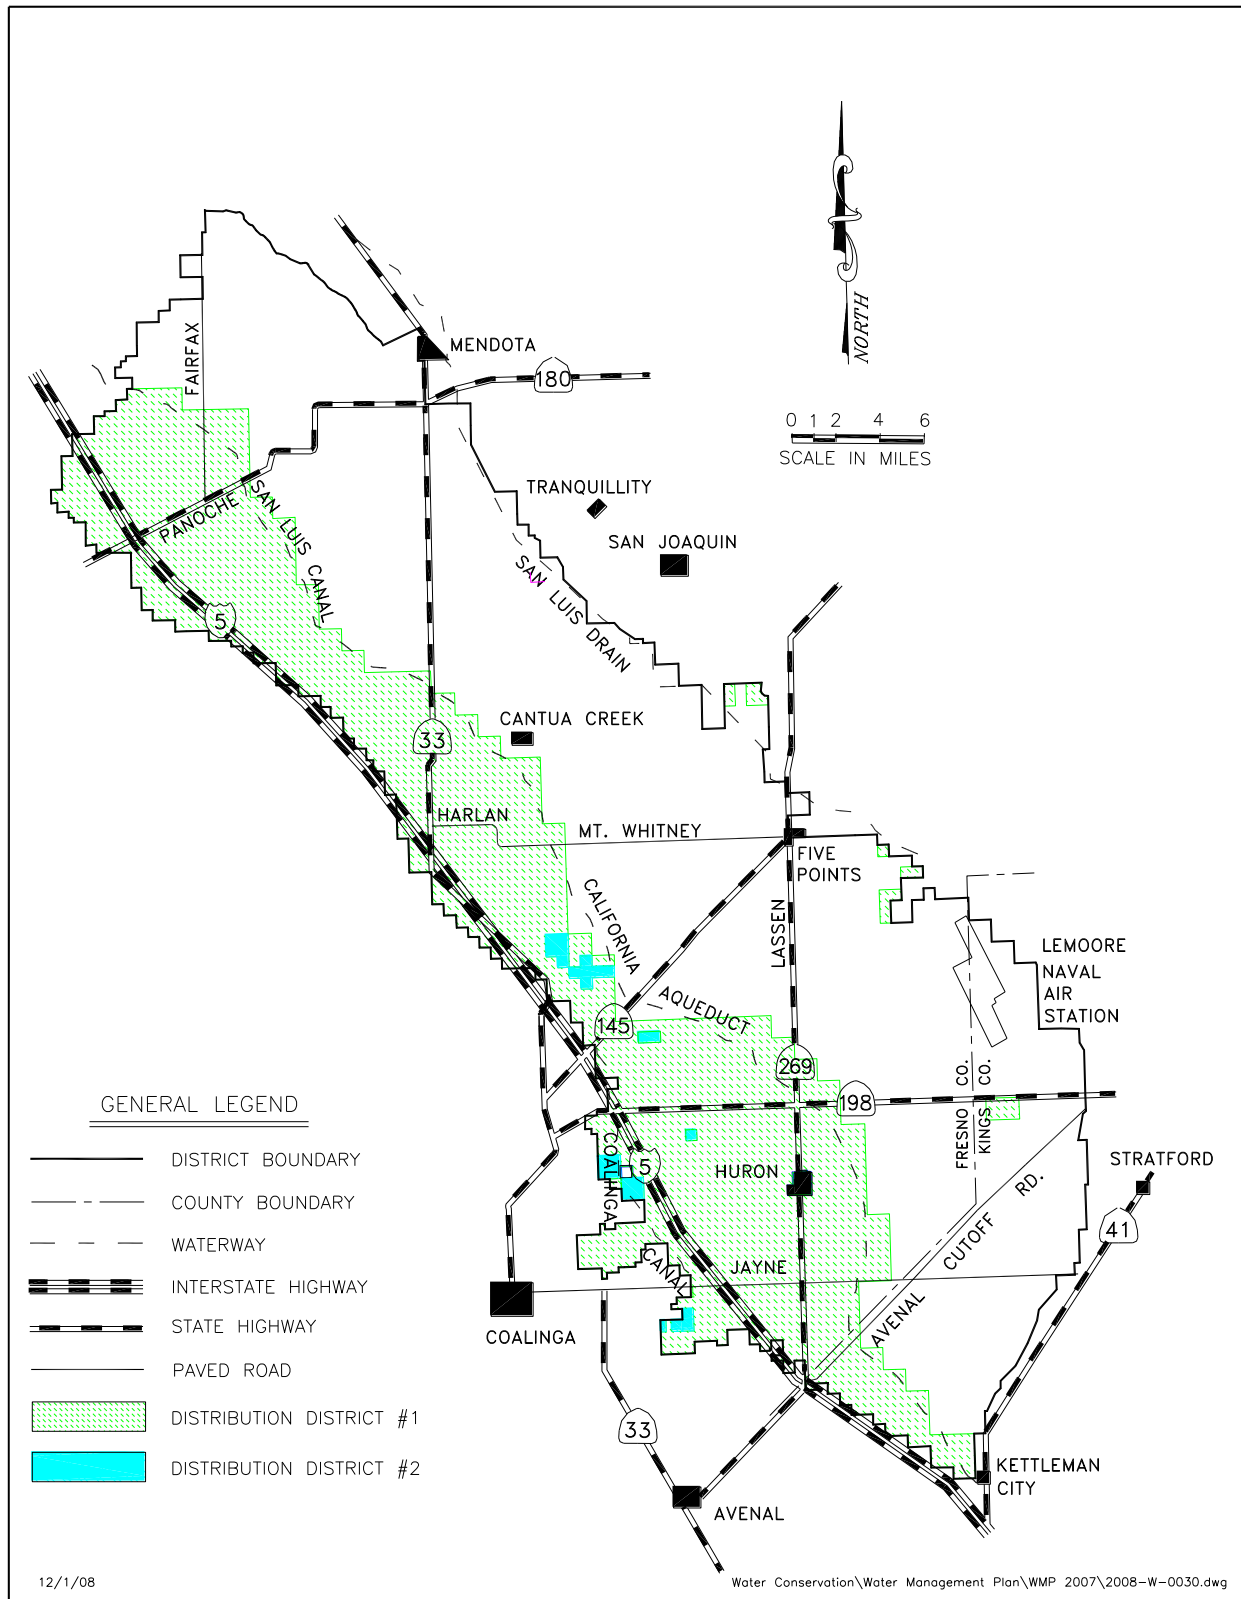 NORTH
MENDOTA
FAIRFAX
180
0 1 2 4 6
SCALE IN MILES
TRANQUILLITY
PANOCHE
SAN LUIS CANAL
SAN JOAQUIN
SAN LUIS DRAIN
5
CANTUA CREEK
33
HARLAN
MT. WHITNEY
FIVE
POINTS
CALIFORNIA
AQUEDUCT
LASSEN
LEMOORE
NAVAL
AIR
STATION
145
269
198
FRESNO CO.
KINGS CO.
GENERAL LEGEND
DISTRICT BOUNDARY
COUNTY BOUNDARY
WATERWAY
INTERSTATE HIGHWAY
STATE HIGHWAY
PAVED ROAD
DISTRIBUTION DISTRICT #1
DISTRIBUTION DISTRICT #2
COALINGA
CANAL
5
HURON
STRATFORD
41
JAYNE
AVENAL CUTOFF RD.
COALINGA
33
AVENAL
KETTLEMAN
CITY
12/1/08
Water Conservation\Water Management Plan\WMP 2007\2008-W-0030.dwg